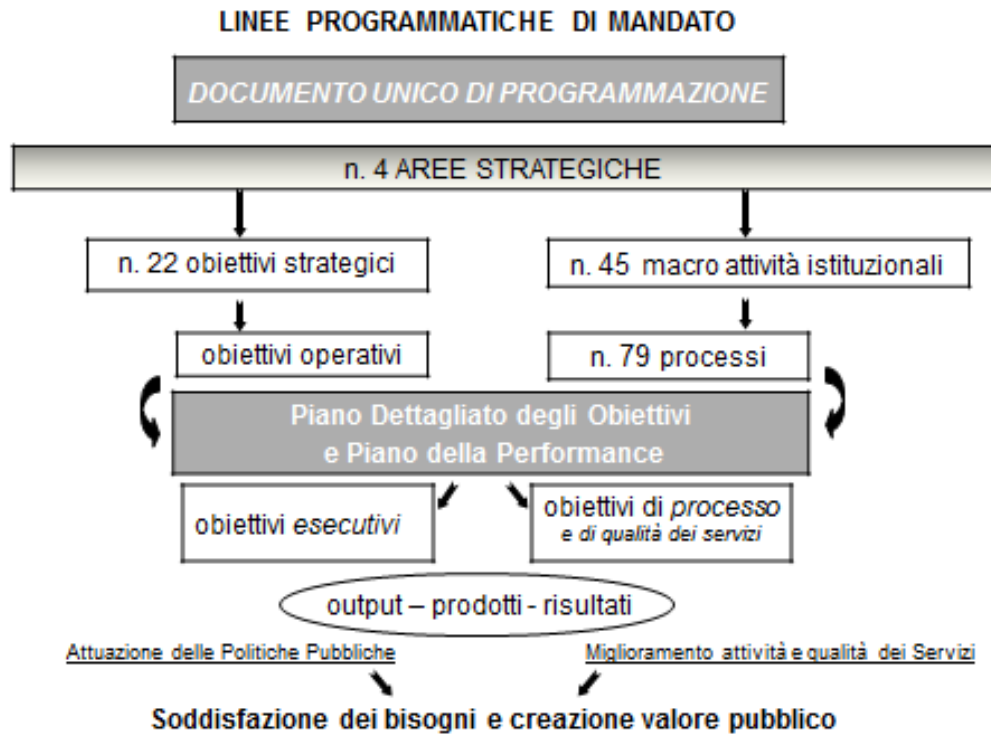 LINEE PROGRAMMATICHE DI MANDATO
DOCUMENTO UNICO DI PROGRAMMAZIONE
n. 4 AREE STRATEGICHE
n. 22 obiettivi strategici
n. 45 macro attività istituzionali
obiettivi operativi
n. 79 processi
Piano Dettagliato degli Obiettivi
e Piano della Performance
obiettivi esecutivi
obiettivi di processo
e di qualità dei servizi
output – prodotti - risultati
Attuazione delle Politiche Pubbliche
Miglioramento attività e qualità dei Servizi
Soddisfazione dei bisogni e creazione valore pubblico